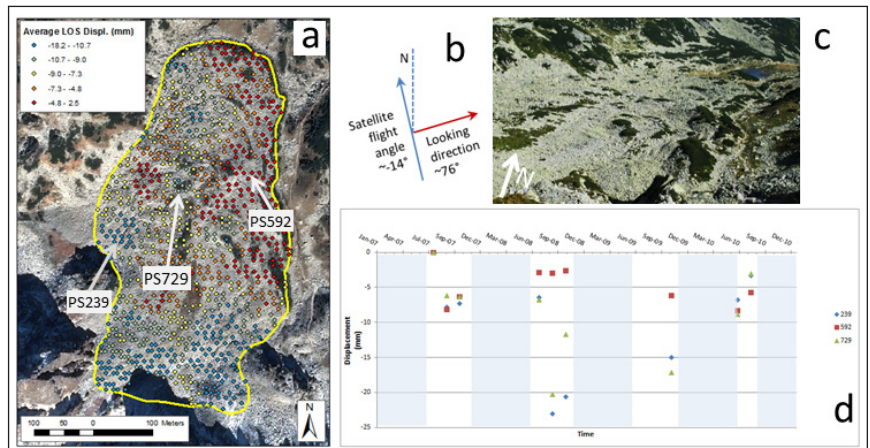 a
Average LOS Displ. (mm)
-18.2 - -10.7
-10.7 - -9.0
-9.0 - -7.3
-7.3 - -4.8
-4.8 - 2.5
PS592
PS729
PS239
N
100 50 0 100 Meters
b
N
Satellite
flight
angle
~-14°
Looking
direction
~76°
c
N
Jan-07 Apr-07 Jul-07 Sep-07 Dec-07 Mar-08 Jun-08 Sep-08 Dec-08 Mar-09 Jun-09 Sep-09 Dec-09 Mar-10 Jun-10 Sep-10 Dec-10
0
-5
-10
-15
-20
-25
Displacement
(mm)
Time
239
592
729
d